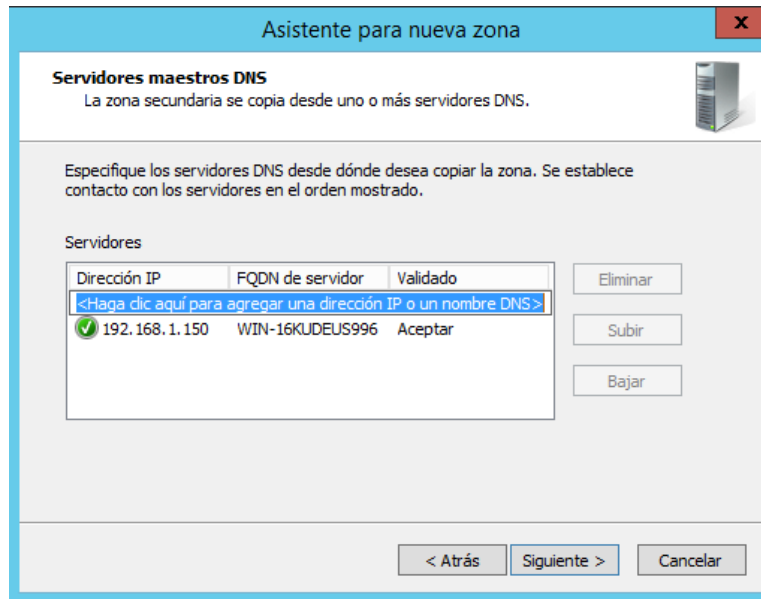 Asistente para nueva zona
x
Servidores maestros DNS
La zona secundaria se copia desde uno o más servidores DNS.
Especifique los servidores DNS desde dónde desea copiar la zona. Se establece
contacto con los servidores en el orden mostrado.
Servidores
Dirección IP FQDN de servidor Validado
<Haga clic aquí para agregar una dirección IP o un nombre DNS>
192.168.1.150 WIN-16KUDEUS996 Aceptar
Eliminar
Subir
Bajar
< Atrás Siguiente > Cancelar